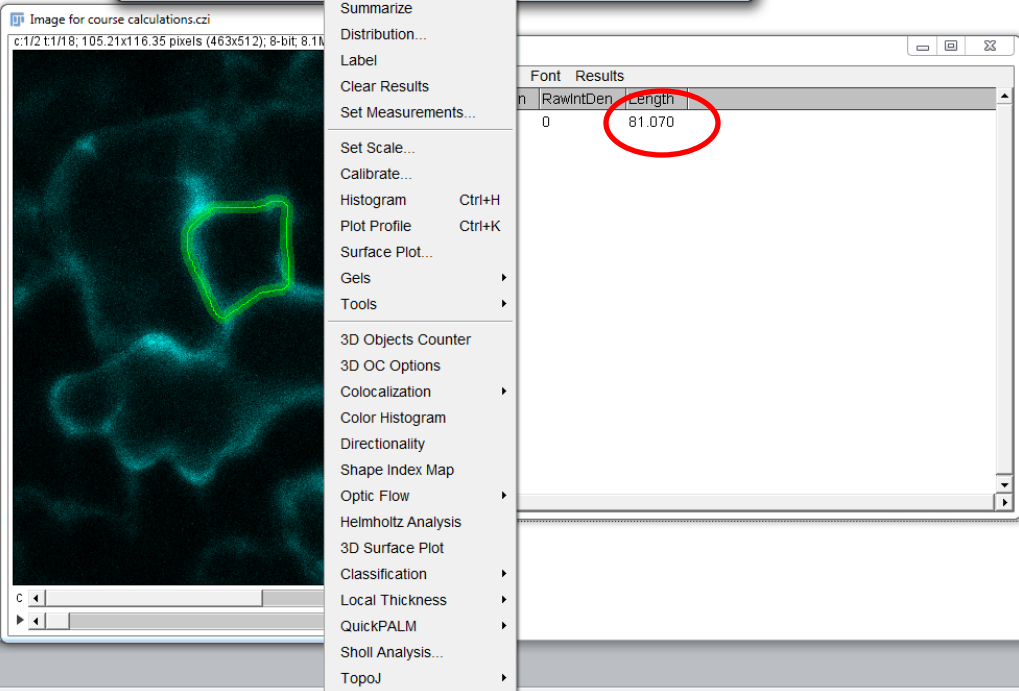 Image for course calculations.czi
c:1/2 t:1/18; 105.21x116.35 pixels (463x512); 8-bit; 8.1M
c
Summarize
Distribution...
Label
Clear Results
Set Measurements...
Set Scale...
Calibrate...
Histogram Ctrl+H
Plot Profile Ctrl+K
Surface Plot...
Gels
Tools
3D Objects Counter
3D OC Options
Colocalization
Color Histogram
Directionality
Shape Index Map
Optic Flow
Helmholtz Analysis
3D Surface Plot
Classification
Local Thickness
QuickPALM
Sholl Analysis...
TopoJ
Font Results
n RawIntDen Length
0 81.070